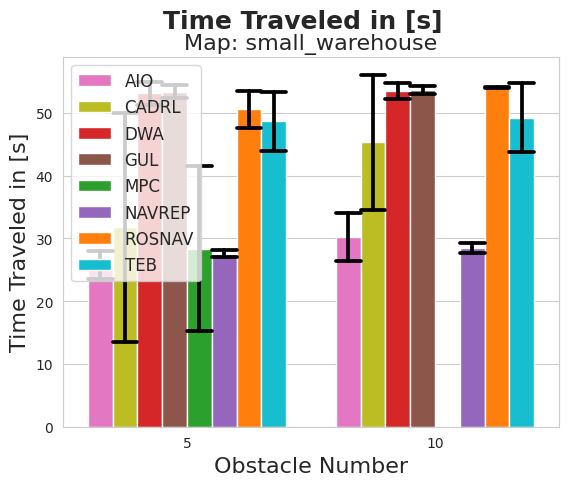 Time Traveled in [s]
Map: small_warehouse
Time Traveled in [s]
50
40
30
20
10
0
AIO
CADRL
DWA
GUL
MPC
NAVREP
ROSNAV
TEB
5
10
Obstacle Number